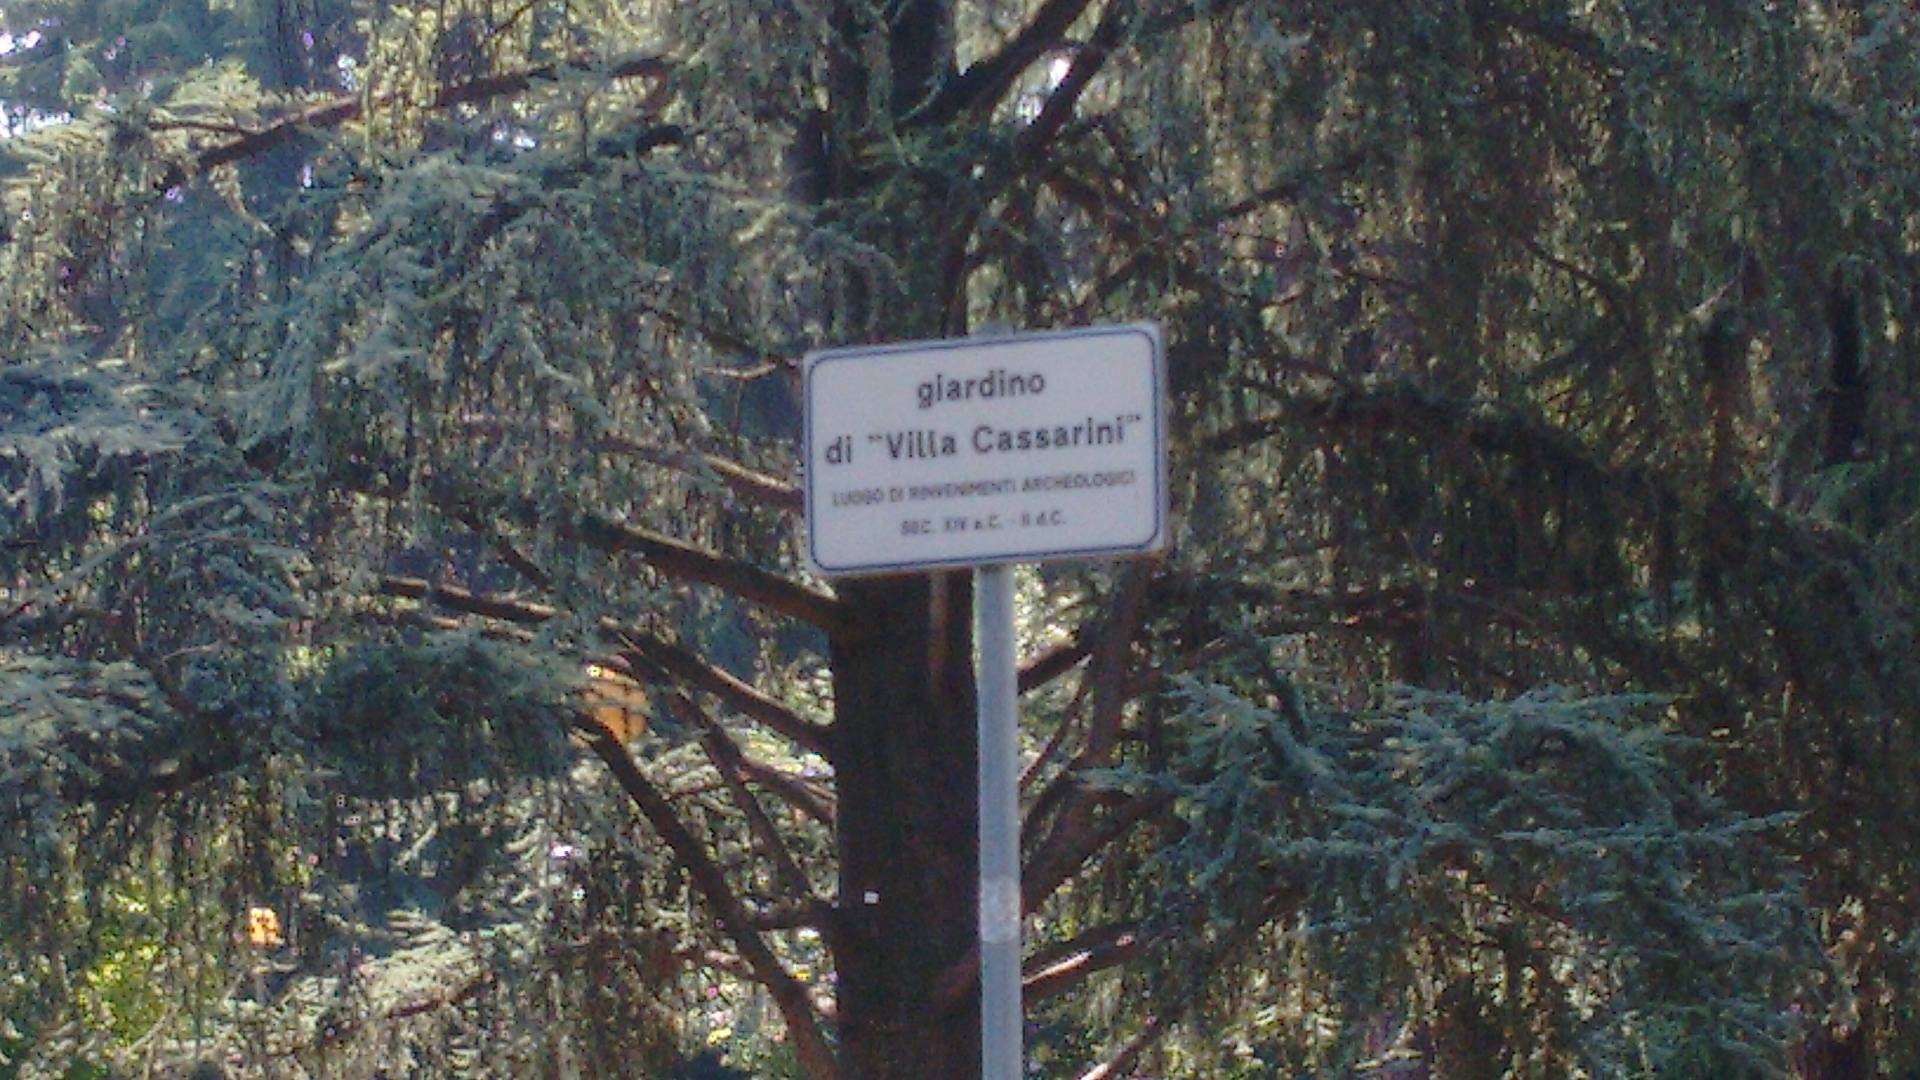 giardino
di "Villa Cassarini"
LUOGO DI RINVENIMENTI ARCHEOLOGICI
SEC. XIV a.C. - II d.C.